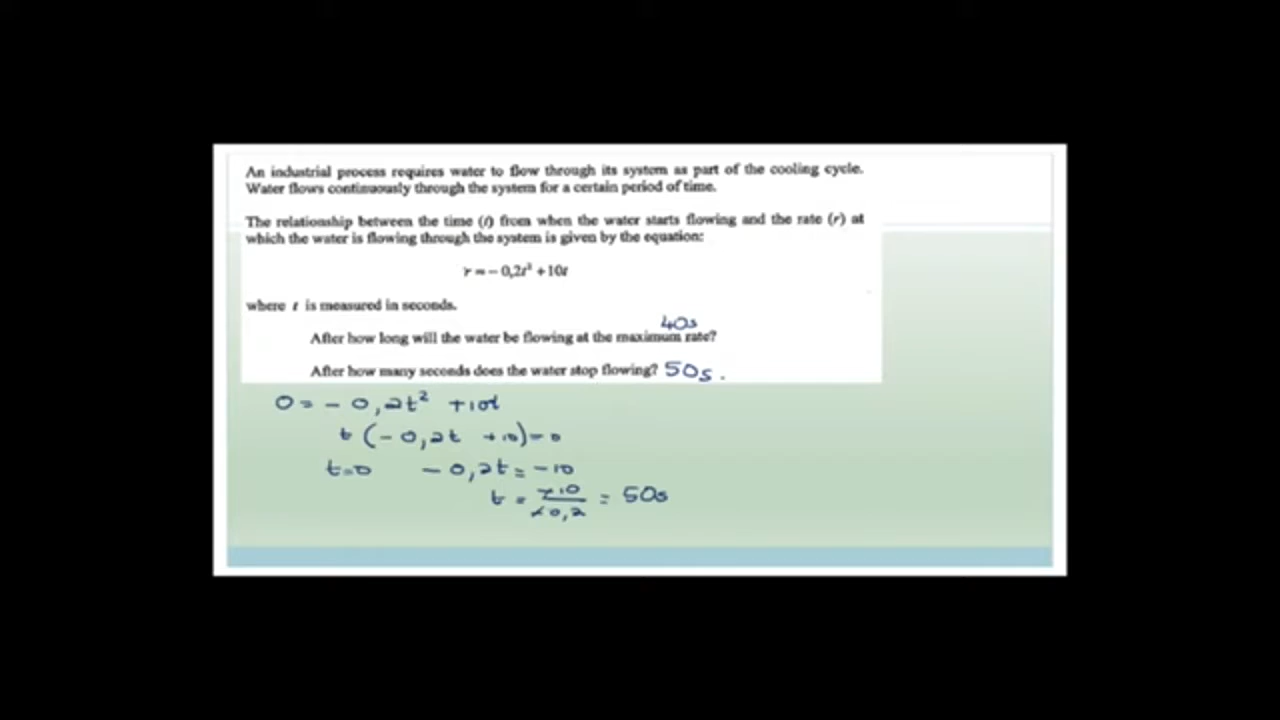 An industrial process requires water to flow through its system as part of the cooling cycle.
Water flows continuously through the system for a certain period of time.
The relationship between the time (t) from when the water starts flowing and the rate (r) at
which the water is flowing through the system is given by the equation:
r = – 0,2t² + 10t
where t is measured in seconds.
40s
After how long will the water be flowing at the maximum rate?
After how many seconds does the water stop flowing? 50s.
0 = - 0,2t² + 10t
t (- 0,2t + 10) = 0
t=0 - 0,2t = -10
t = -10 / -0,2 = 50s